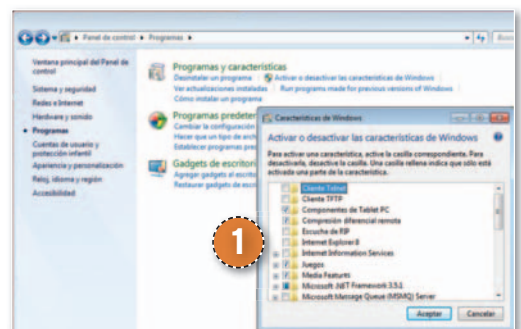 Panel de control ▸ Programas ▸
Ventana principal del Panel de control
Sistema y seguridad
Redes e Internet
Hardware y sonido
Programas
Cuentas de usuario y protección infantil
Apariencia y personalización
Reloj, idioma y región
Accesibilidad
Programas y características
Desinstalar un programa
Activar o desactivar las características de Windows
Ver actualizaciones instaladas
Run programs made for previous versions of Windows
Cómo instalar un programa
Programas predeter
Cambiar la configuración
Hacer que un tipo de arch
Establecer programas pre
Gadgets de escritori
Agregar gadgets al escrito
Restaurar gadgets de esc
Características de Windows
Activar o desactivar las características de Windows
Para activar una característica, active la casilla correspondiente. Para
desactivarla, desactive la casilla. Una casilla rellena indica que sólo está
activada una parte de la característica.
Cliente Telnet
Cliente TFTP
Componentes de Tablet PC
Compresión diferencial remota
Escucha de RIP
Internet Explorer 8
Internet Information Services
Juegos
Media Features
Microsoft .NET Framework 3.5.1
Microsoft Message Queue (MSMQ) Server
Aceptar
Cancelar
1